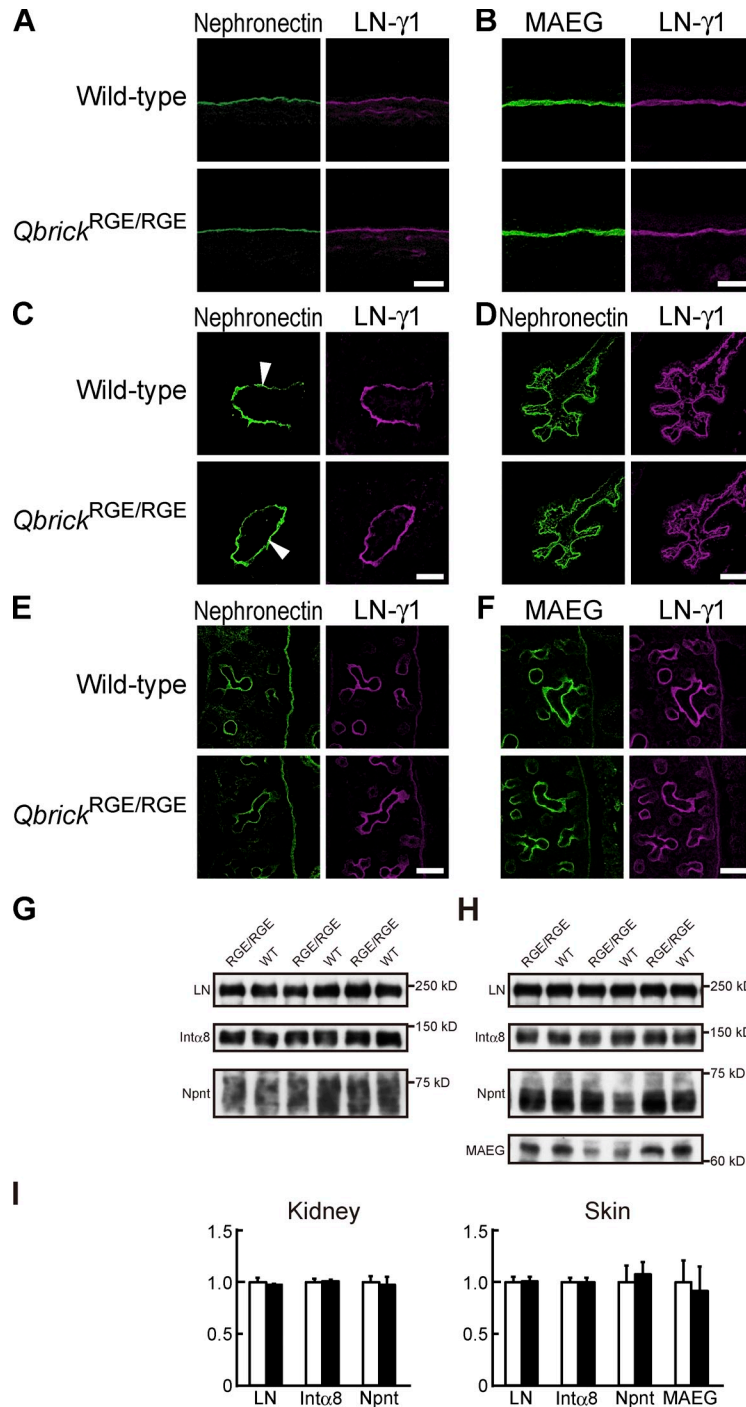 A
Nephronectin LN-γ1
B
MAEG LN-γ1
Wild-type
Qbrick RGE/RGE
C
Nephronectin LN-γ1
D
Nephronectin LN-γ1
Wild-type
Qbrick RGE/RGE
E
Nephronectin LN-γ1
F
MAEG LN-γ1
Wild-type
Qbrick RGE/RGE
G
RGE/RGE WT RGE/RGE WT RGE/RGE WT
LN 250 kD
Intα8 150 kD
Npnt 75 kD
H
RGE/RGE WT RGE/RGE WT RGE/RGE WT
LN 250 kD
Intα8 150 kD
Npnt 75 kD
MAEG 60 kD
I
Kidney
1.5
1.0
0.5
0
LN Intα8 Npnt
Skin
1.5
1.0
0.5
0
LN Intα8 Npnt MAEG